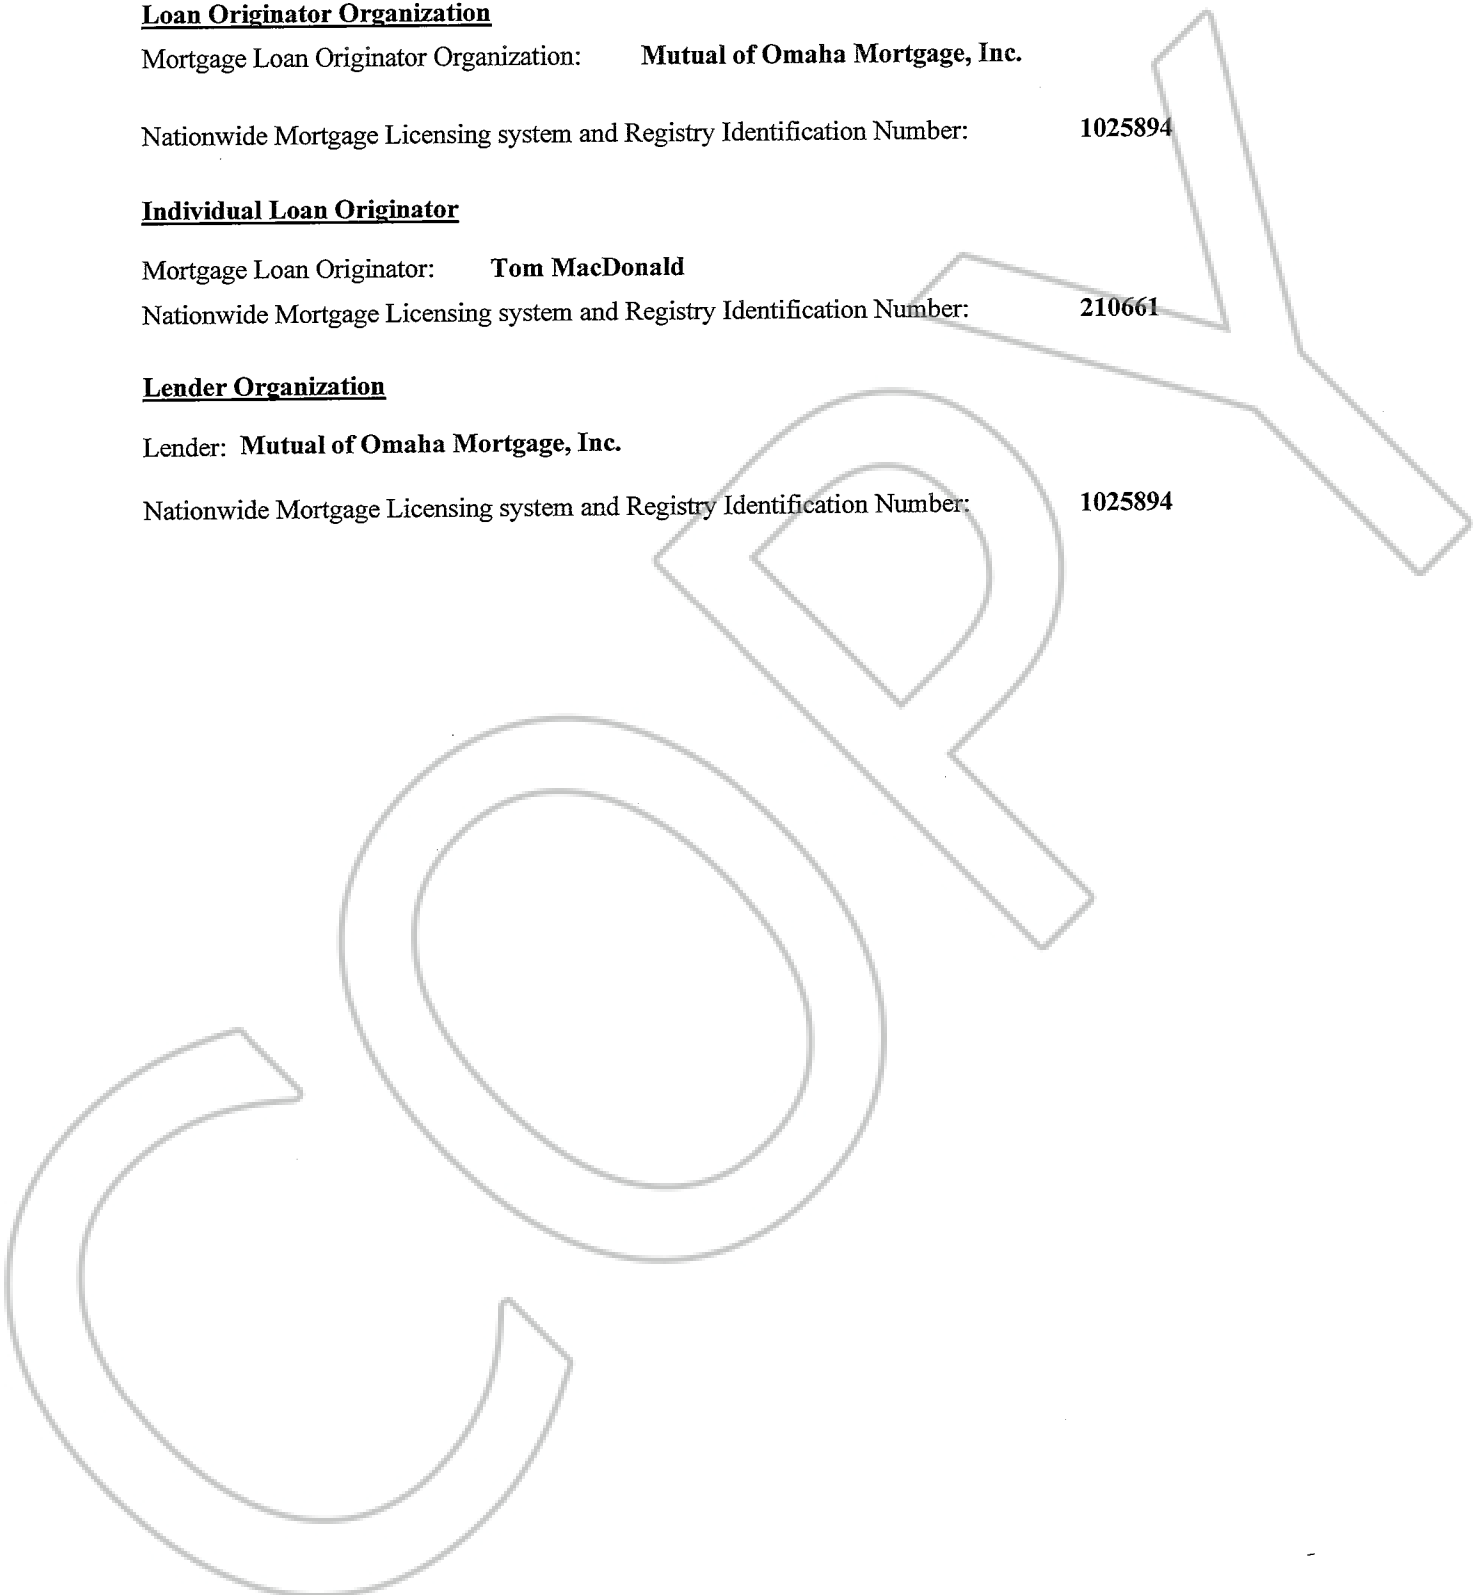 Loan Originator Organization
Mortgage Loan Originator Organization: Mutual of Omaha Mortgage, Inc.
Nationwide Mortgage Licensing system and Registry Identification Number: 1025894
Individual Loan Originator
Mortgage Loan Originator: Tom MacDonald
Nationwide Mortgage Licensing system and Registry Identification Number: 210661
Lender Organization
Lender: Mutual of Omaha Mortgage, Inc.
Nationwide Mortgage Licensing system and Registry Identification Number: 1025894
COPY